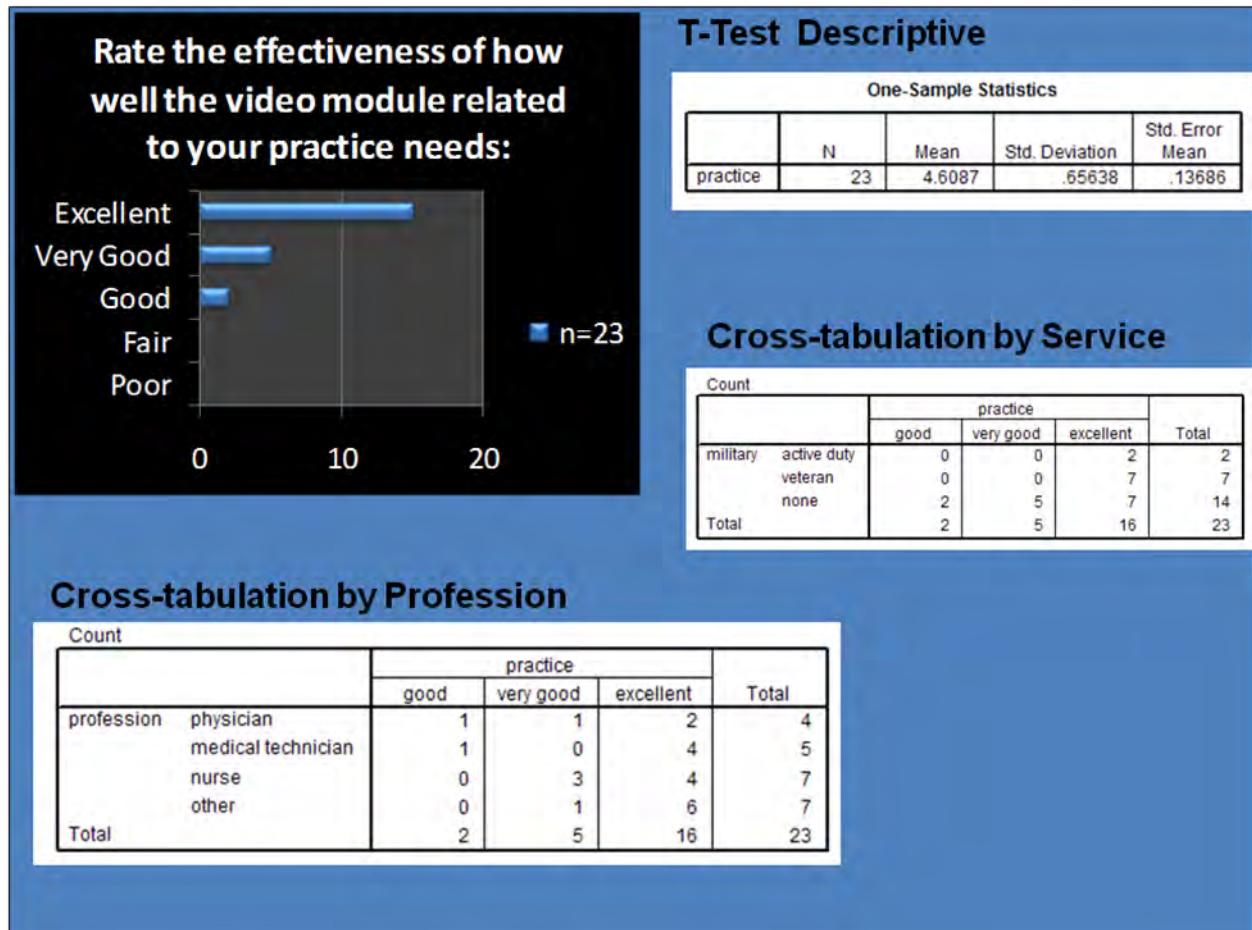 Rate the effectiveness of how
well the video module related
to your practice needs:
Excellent
Very Good
Good
Fair
Poor
0 10 20
n=23
T-Test Descriptive
One-Sample Statistics
N Mean Std. Deviation Std. Error Mean
practice 23 4.6087 .65638 .13686
Cross-tabulation by Service
Count
practice
good very good excellent Total
military active duty 0 0 2 2
veteran 0 0 7 7
none 2 5 7 14
Total 2 5 16 23
Cross-tabulation by Profession
Count
practice
good very good excellent Total
profession physician 1 1 2 4
medical technician 1 0 4 5
nurse 0 3 4 7
other 0 1 6 7
Total 2 5 16 23